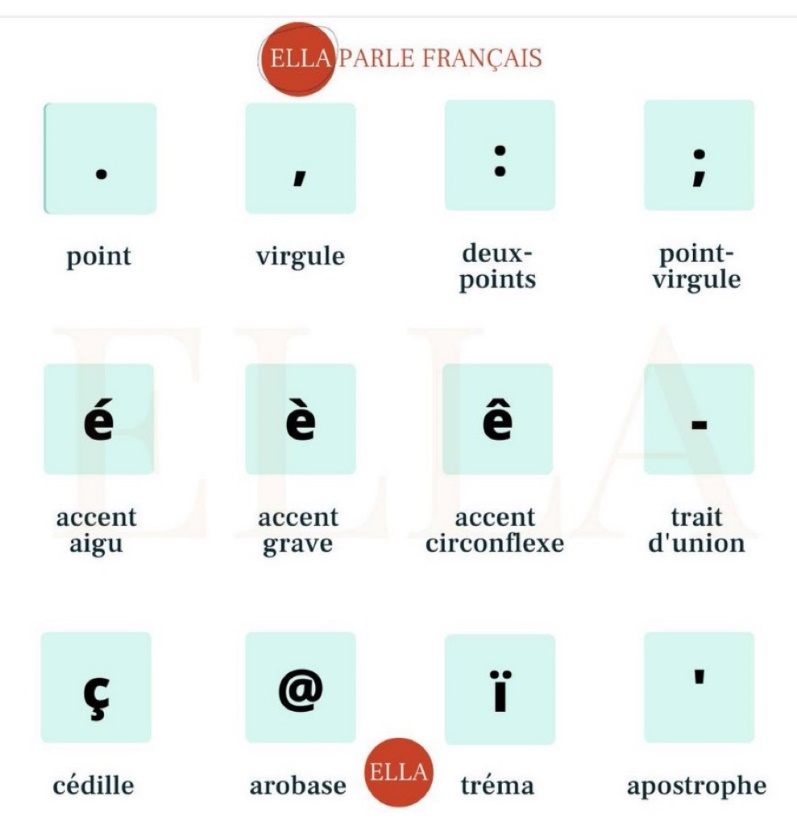 ELLA PARLE FRANÇAIS
. , : ;
point virgule deux- point-
points virgule
é è ê -
accent accent accent trait
aigu grave circonflexe d'union
ç @ ï '
ELLA
cédille arobase tréma apostrophe
ELLA